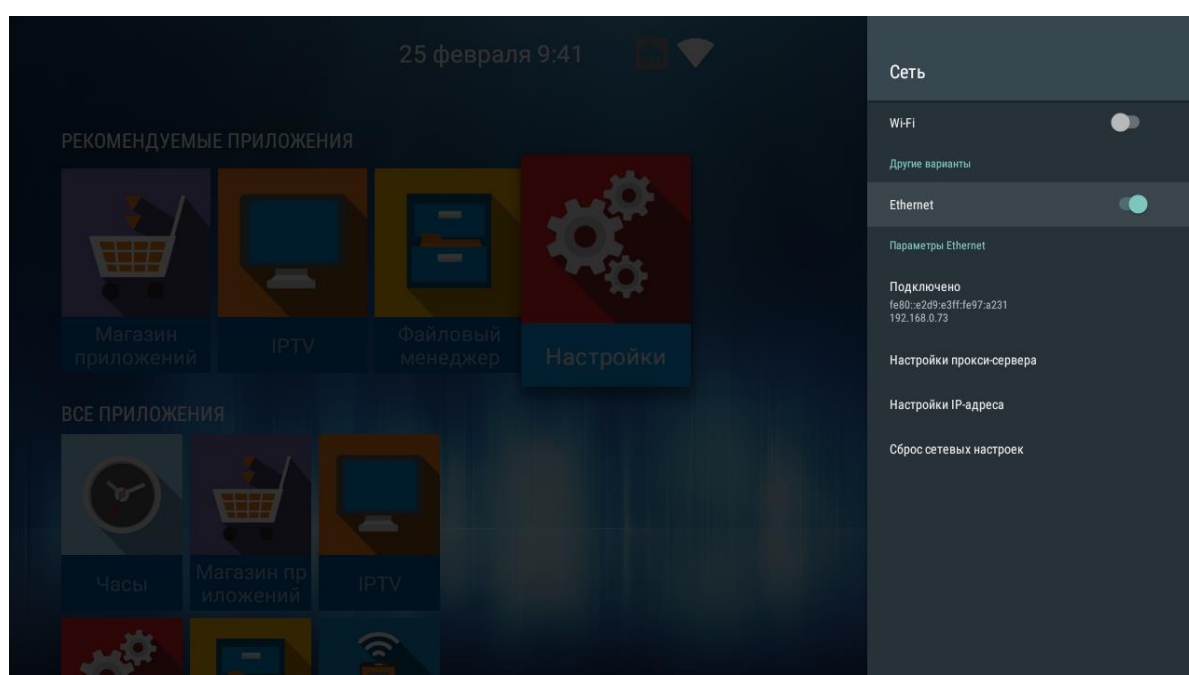 25 февраля 9:41
РЕКОМЕНДУЕМЫЕ ПРИЛОЖЕНИЯ
Магазин
приложений
IPTV
Файловый
менеджер
Настройки
ВСЕ ПРИЛОЖЕНИЯ
Часы
Магазин пр
иложений
IPTV
Сеть
Wi-Fi
Другие варианты
Ethernet
Параметры Ethernet
Подключено
fe80::e2d9:e3ff:fe97:a231
192.168.0.73
Настройки прокси-сервера
Настройки IP-адреса
Сброс сетевых настроек